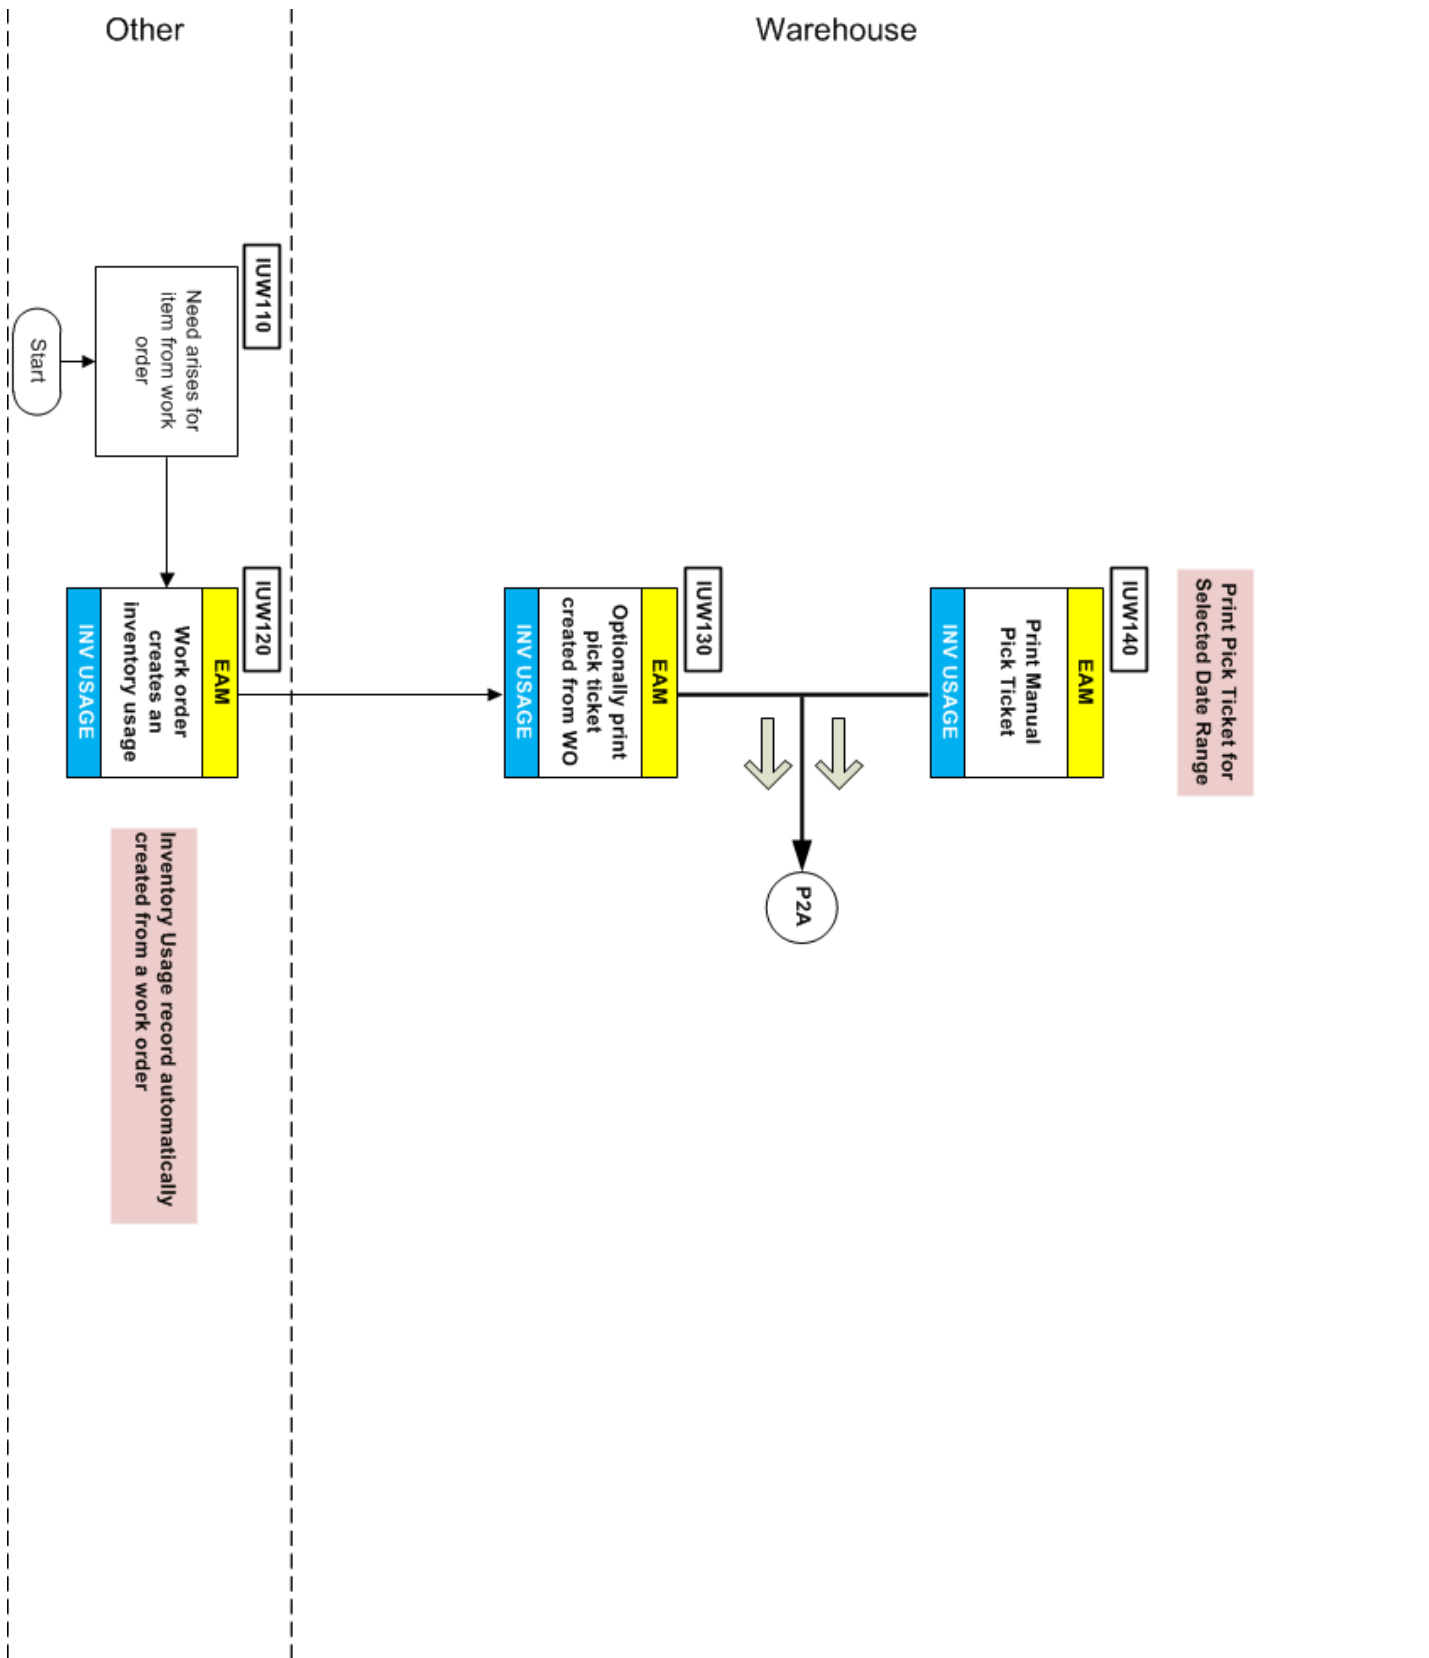 Other
Warehouse
IUW110
Need arises for
item from work
order
Start
IUW120
EAM
Work order
creates an
inventory usage
INV USAGE
Inventory Usage record automatically
created from a work order
IUW130
EAM
Optionally print
pick ticket
created from WO
INV USAGE
P2A
Print Pick Ticket for
Selected Date Range
IUW140
EAM
Print Manual
Pick Ticket
INV USAGE